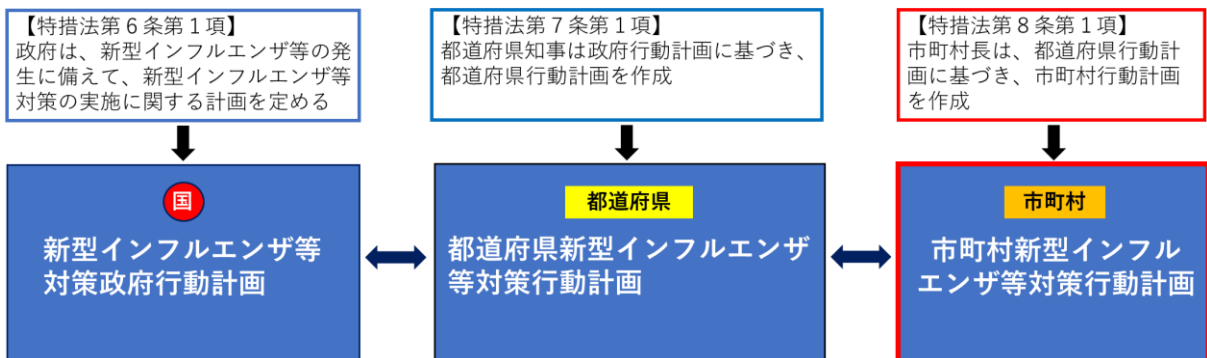 【特措法第６条第１項】
政府は、新型インフルエンザ等の発
生に備えて、新型インフルエンザ等
対策の実施に関する計画を定める
【特措法第７条第１項】
都道府県知事は政府行動計画に基づき、
都道府県行動計画を作成
【特措法第８条第１項】
市町村長は、都道府県行動計
画に基づき、市町村行動計画
を作成
国
新型インフルエンザ等
対策政府行動計画
都道府県
都道府県新型インフルエンザ
等対策行動計画
市町村
市町村新型インフル
エンザ等対策行動計画